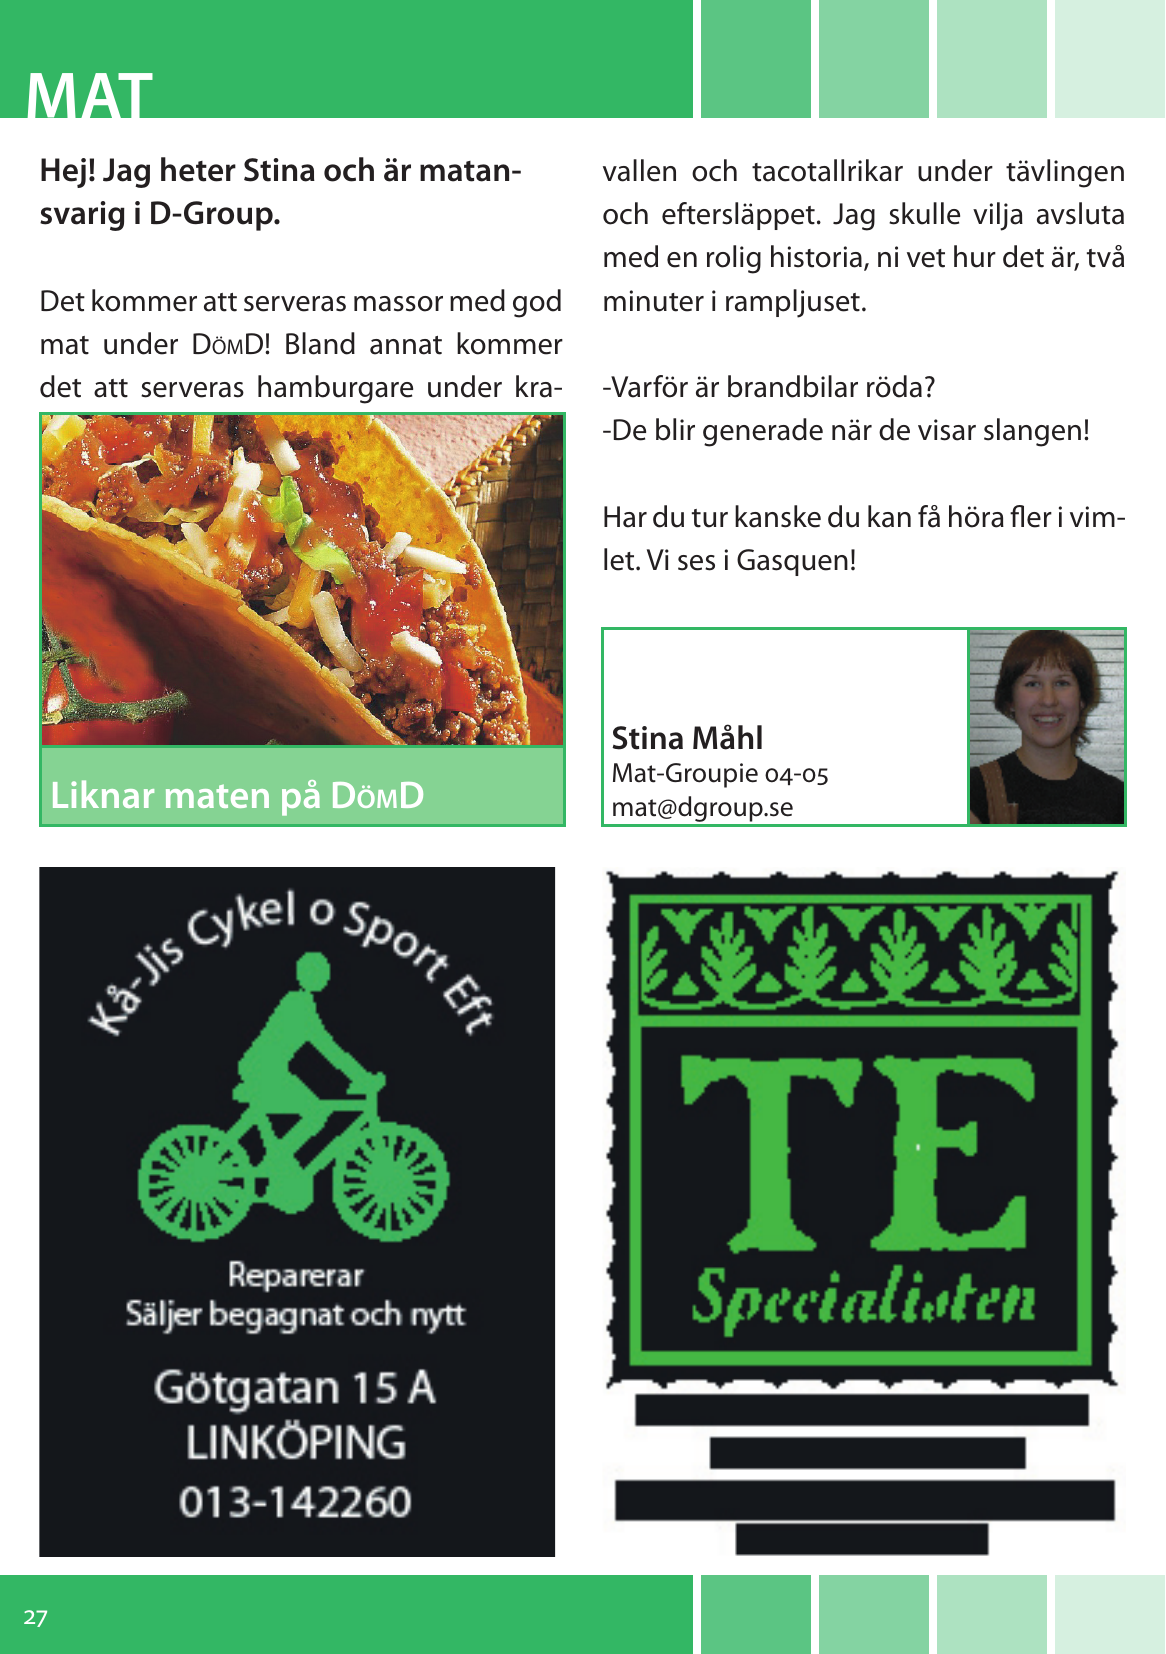 MAT
Hej! Jag heter Stina och är matan-
svarig i D-Group.
Det kommer att serveras massor med god
mat under DÖMD! Bland annat kommer
det att serveras hamburgare under kra-
Liknar maten på DÖMD
vallen och tacotallrikar under tävlingen
och eftersläppet. Jag skulle vilja avsluta
med en rolig historia, ni vet hur det är, två
minuter i rampljuset.
-Varför är brandbilar röda?
-De blir generade när de visar slangen!
Har du tur kanske du kan få höra fler i vim-
let. Vi ses i Gasquen!
Stina Måhl
Mat-Groupie 04-05
mat@dgroup.se
Kå-Jis Cykel o Sport Eft
Reparerar
Säljer begagnat och nytt
Götgatan 15 A
LINKÖPING
013-142260
TE
Specialisten
27